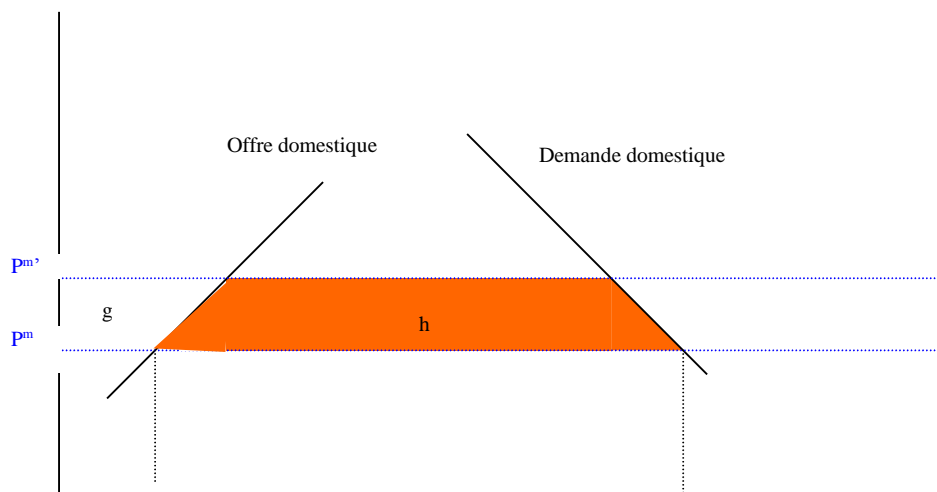 Offre domestique
Demande domestique
Pm’
g
h
Pm